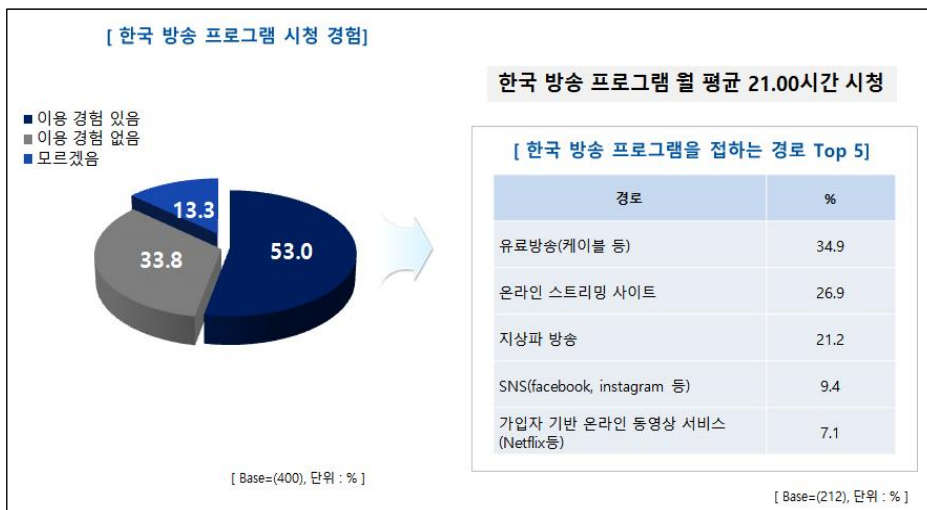 [ 한국 방송 프로그램 시청 경험]
이용 경험 있음
이용 경험 없음
모르겠음
13.3
33.8
53.0
[ Base=(400), 단위 : % ]
한국 방송 프로그램 월 평균 21.00시간 시청
[ 한국 방송 프로그램을 접하는 경로 Top 5]
경로 %
유료방송(케이블 등) 34.9
온라인 스트리밍 사이트 26.9
지상파 방송 21.2
SNS(facebook, instagram 등) 9.4
가입자 기반 온라인 동영상 서비스
(Netflix등) 7.1
[ Base=(212), 단위 : % ]